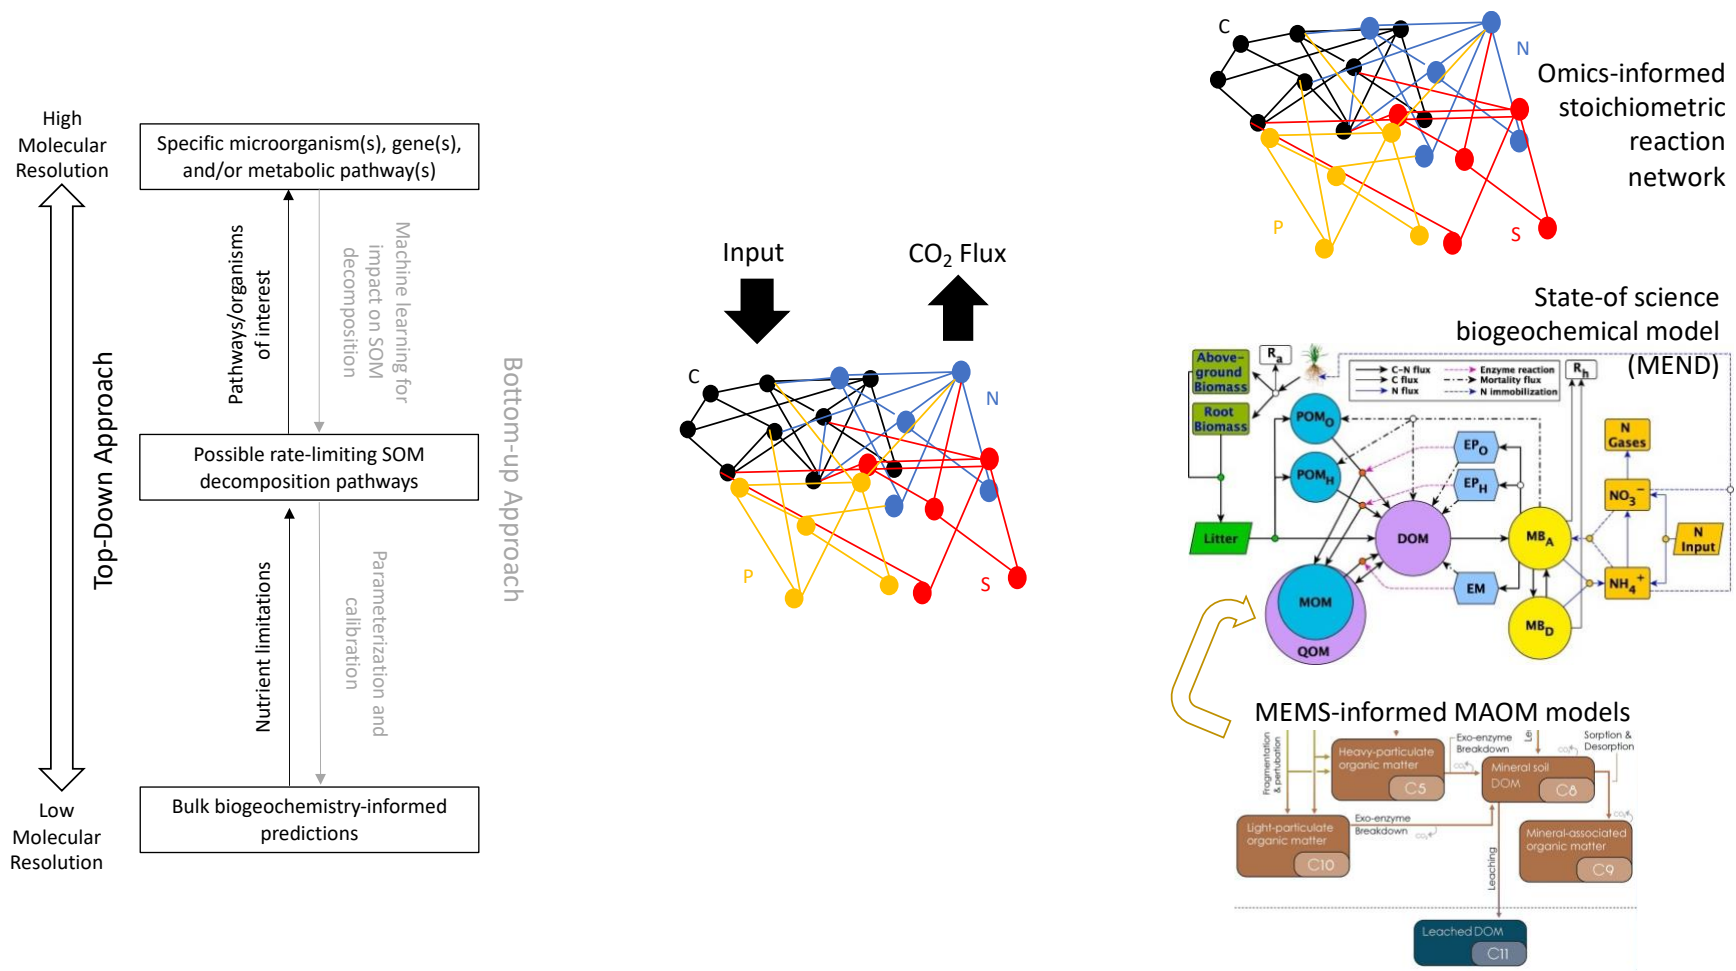 High
Molecular
Resolution
Top-Down Approach
Low
Molecular
Resolution
Specific microorganism(s), gene(s),
and/or metabolic pathway(s)
Pathways/organisms
of interest
Machine learning for
impact on SOM
decomposition
Possible rate-limiting SOM
decomposition pathways
Nutrient limitations
Parameterization and
calibration
Bulk biogeochemistry-informed
predictions
Bottom-up Approach
Input
CO2 Flux
C
N
P
S
C
N
P
S
Omics-informed
stoichiometric
reaction
network
State-of science
biogeochemical model
(MEND)
Above-
ground
Biomass
Ra
C-N flux
C flux
N flux
Enzyme reaction
Mortality flux
N immobilization
Rh
Root
Biomass
POMO
POMH
EPO
EPH
N
Gases
NO3−
Litter
DOM
MBA
N
Input
MOM
QOM
EM
NH4+
MBD
MEMS-informed MAOM models
Fragmentation
& pertubation
Heavy-particulate
organic matter
C5
Exo-enzyme
Breakdown
CO2
Le
CO2
Sorption &
Desorption
Mineral soil
DOM
C8
Light-particulate
organic matter
C10
Exo-enzyme
Breakdown
CO2
CO2
Mineral-associated
organic matter
C9
Leaching
Leached DOM
C11